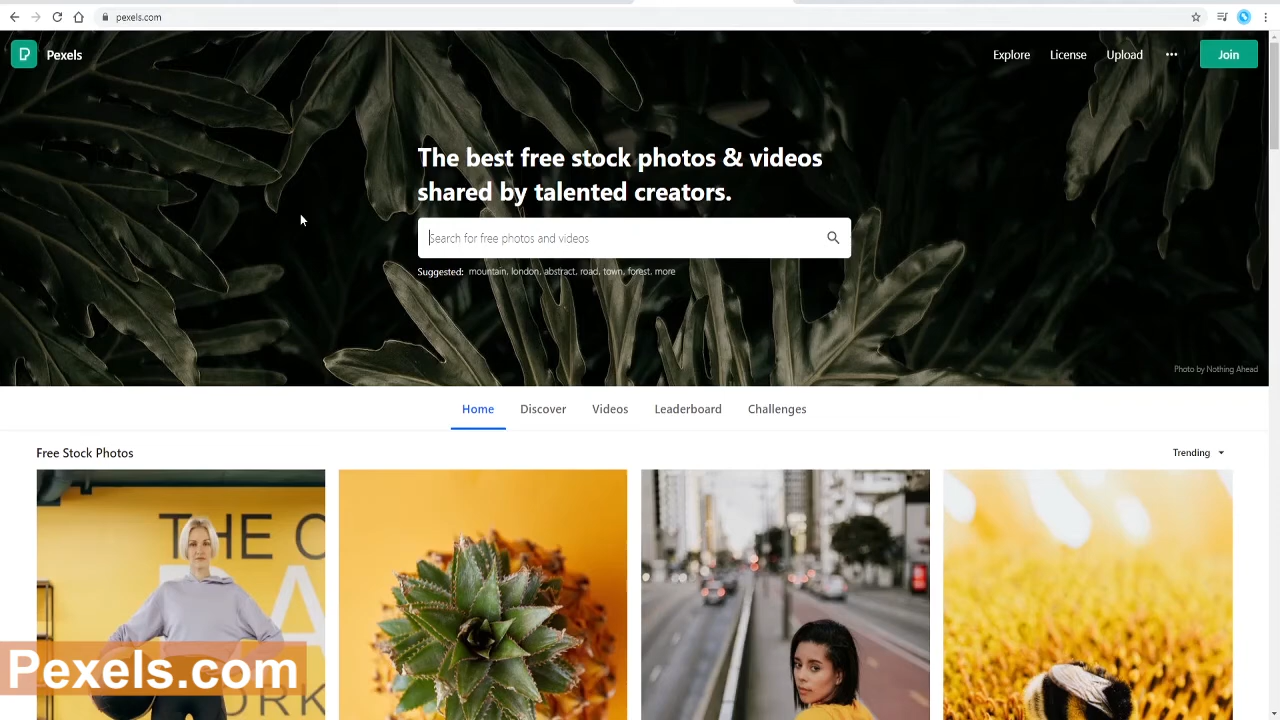 pexels.com
Pexels
Explore
License
Upload
Join
The best free stock photos & videos
shared by talented creators.
Search for free photos and videos
Suggested: mountain, london, abstract, road, town, forest, more
Photo by Nothing Ahead
Home
Discover
Videos
Leaderboard
Challenges
Free Stock Photos
Trending
THE
Pexels.com